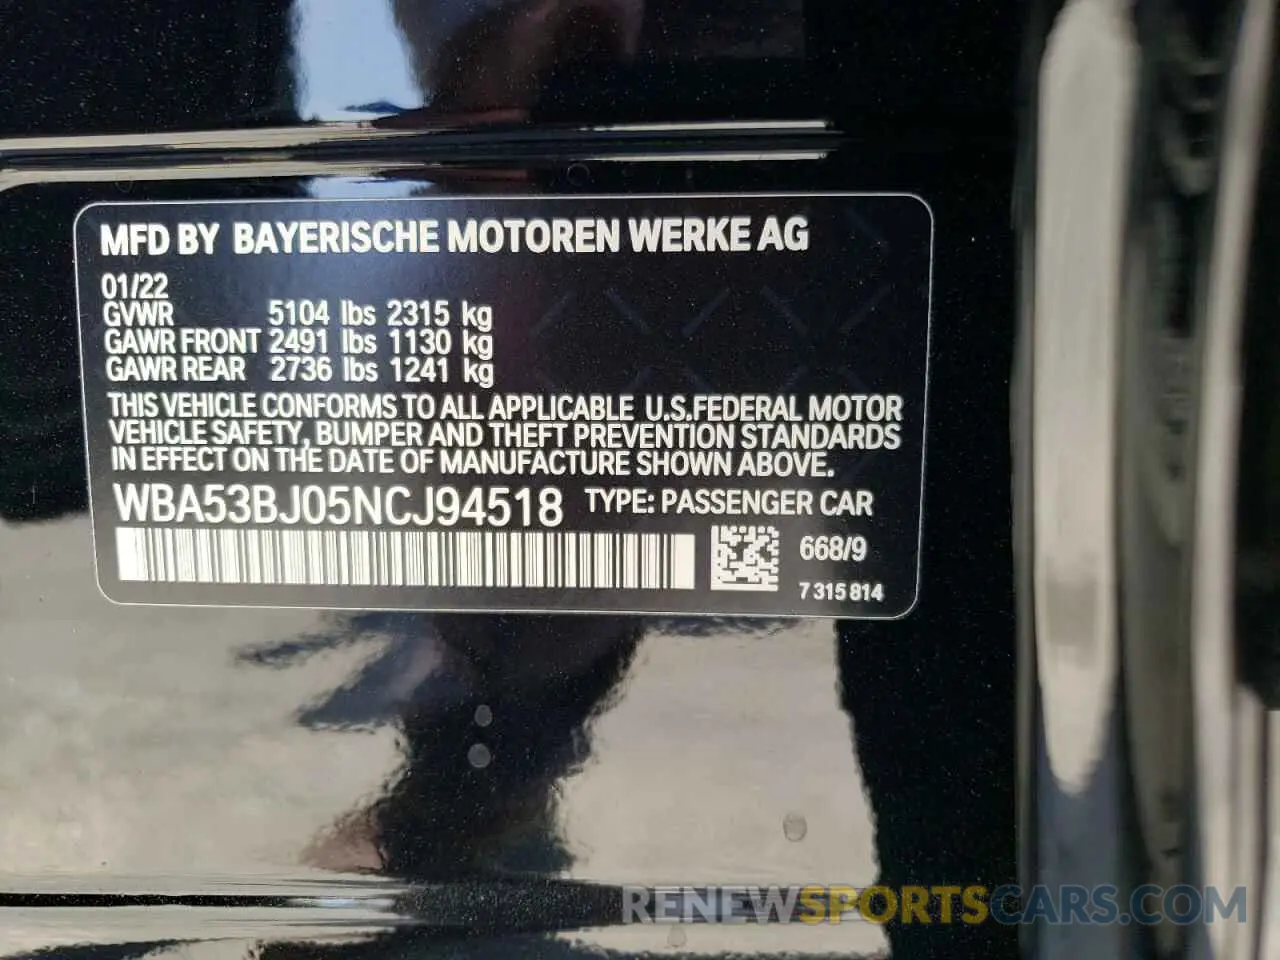 MFD BY BAYERISCHE MOTOREN WERKE AG
01/22
GVWR 5104 lbs 2315 kg
GAWR FRONT 2491 lbs 1130 kg
GAWR REAR 2736 lbs 1241 kg
THIS VEHICLE CONFORMS TO ALL APPLICABLE U.S.FEDERAL MOTOR
VEHICLE SAFETY, BUMPER AND THEFT PREVENTION STANDARDS
IN EFFECT ON THE DATE OF MANUFACTURE SHOWN ABOVE.
WBA53BJ05NCJ94518 TYPE: PASSENGER CAR
668/9
7 315 814
RENEWSPORTSCARS.COM